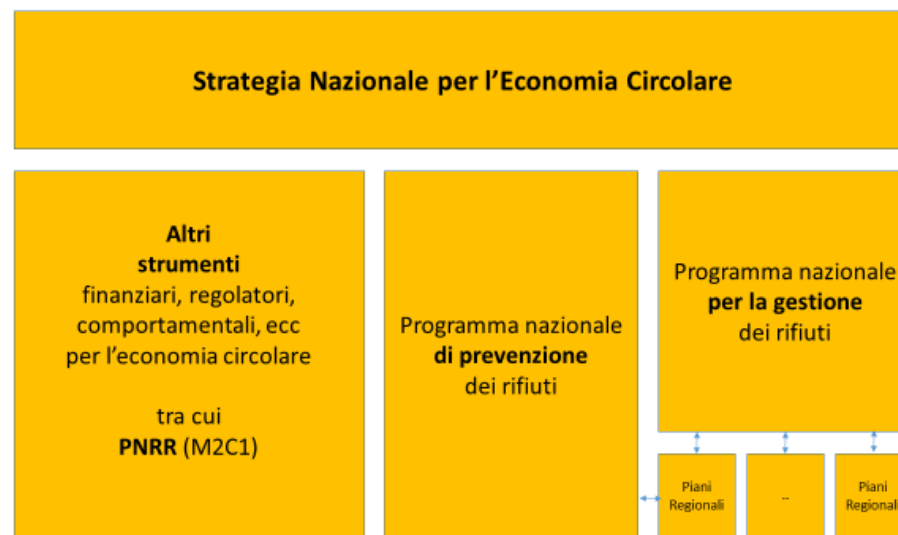 Strategia Nazionale per l'Economia Circolare
Altri
strumenti
finanziari, regolatori,
comportamentali, ecc
per l'economia circolare
tra cui
PNRR (M2C1)
Programma nazionale
di prevenzione
dei rifiuti
Programma nazionale
per la gestione
dei rifiuti
Piani
Regionali
--
Piani
Regionali